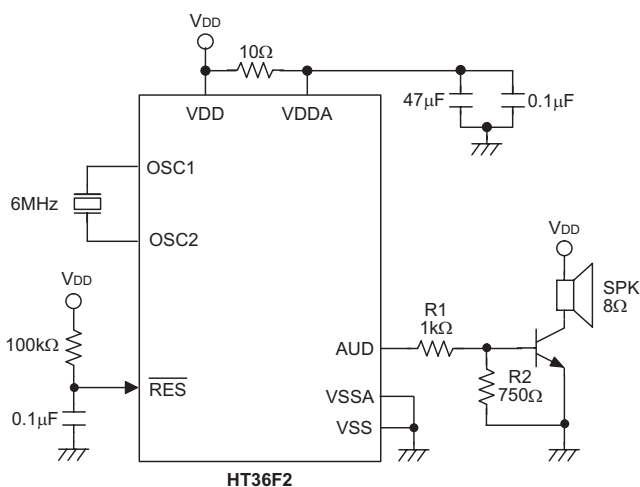 VDD
10Ω
VDD
VDDA
47μF
0.1μF
OSC1
6MHz
OSC2
VDD
100kΩ
RES
0.1μF
AUD
R1
1kΩ
VDD
SPK
8Ω
R2
750Ω
VSSA
VSS
HT36F2